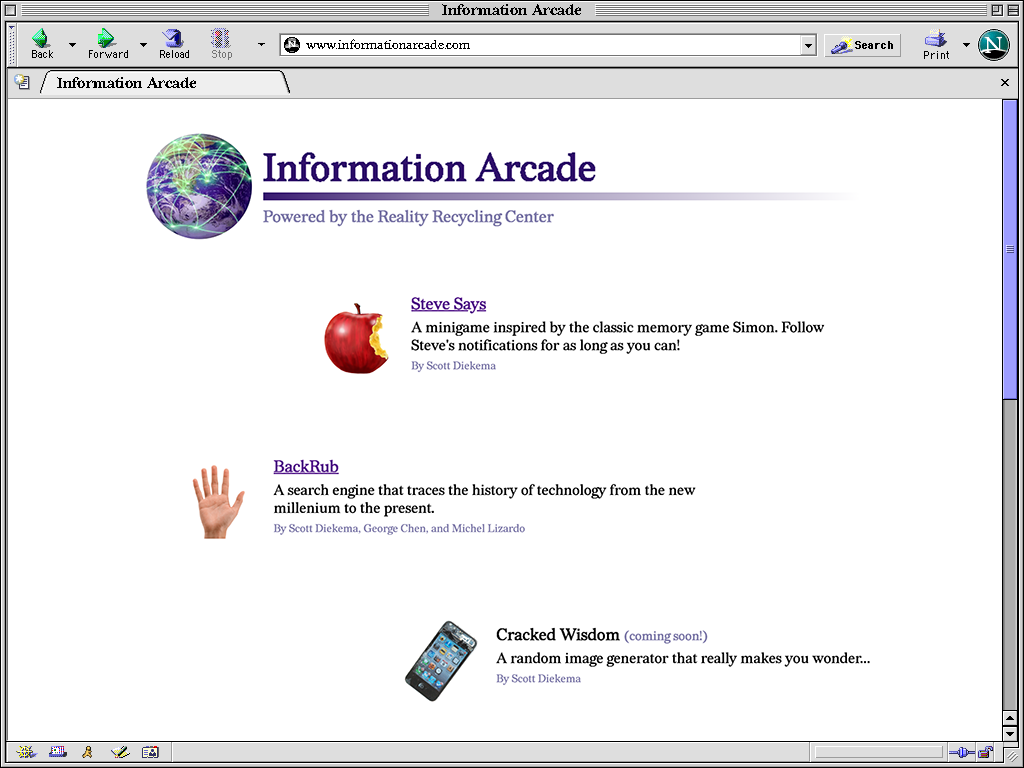 Information Arcade
Back
Forward
Reload
Stop
www.informationarcade.com
Search
Print
N
Information Arcade
Information Arcade
Powered by the Reality Recycling Center
Steve Says
A minigame inspired by the classic memory game Simon. Follow
Steve's notifications for as long as you can!
By Scott Diekema
BackRub
A search engine that traces the history of technology from the new
millenium to the present.
By Scott Diekema, George Chen, and Michel Lizardo
Cracked Wisdom (coming soon!)
A random image generator that really makes you wonder...
By Scott Diekema